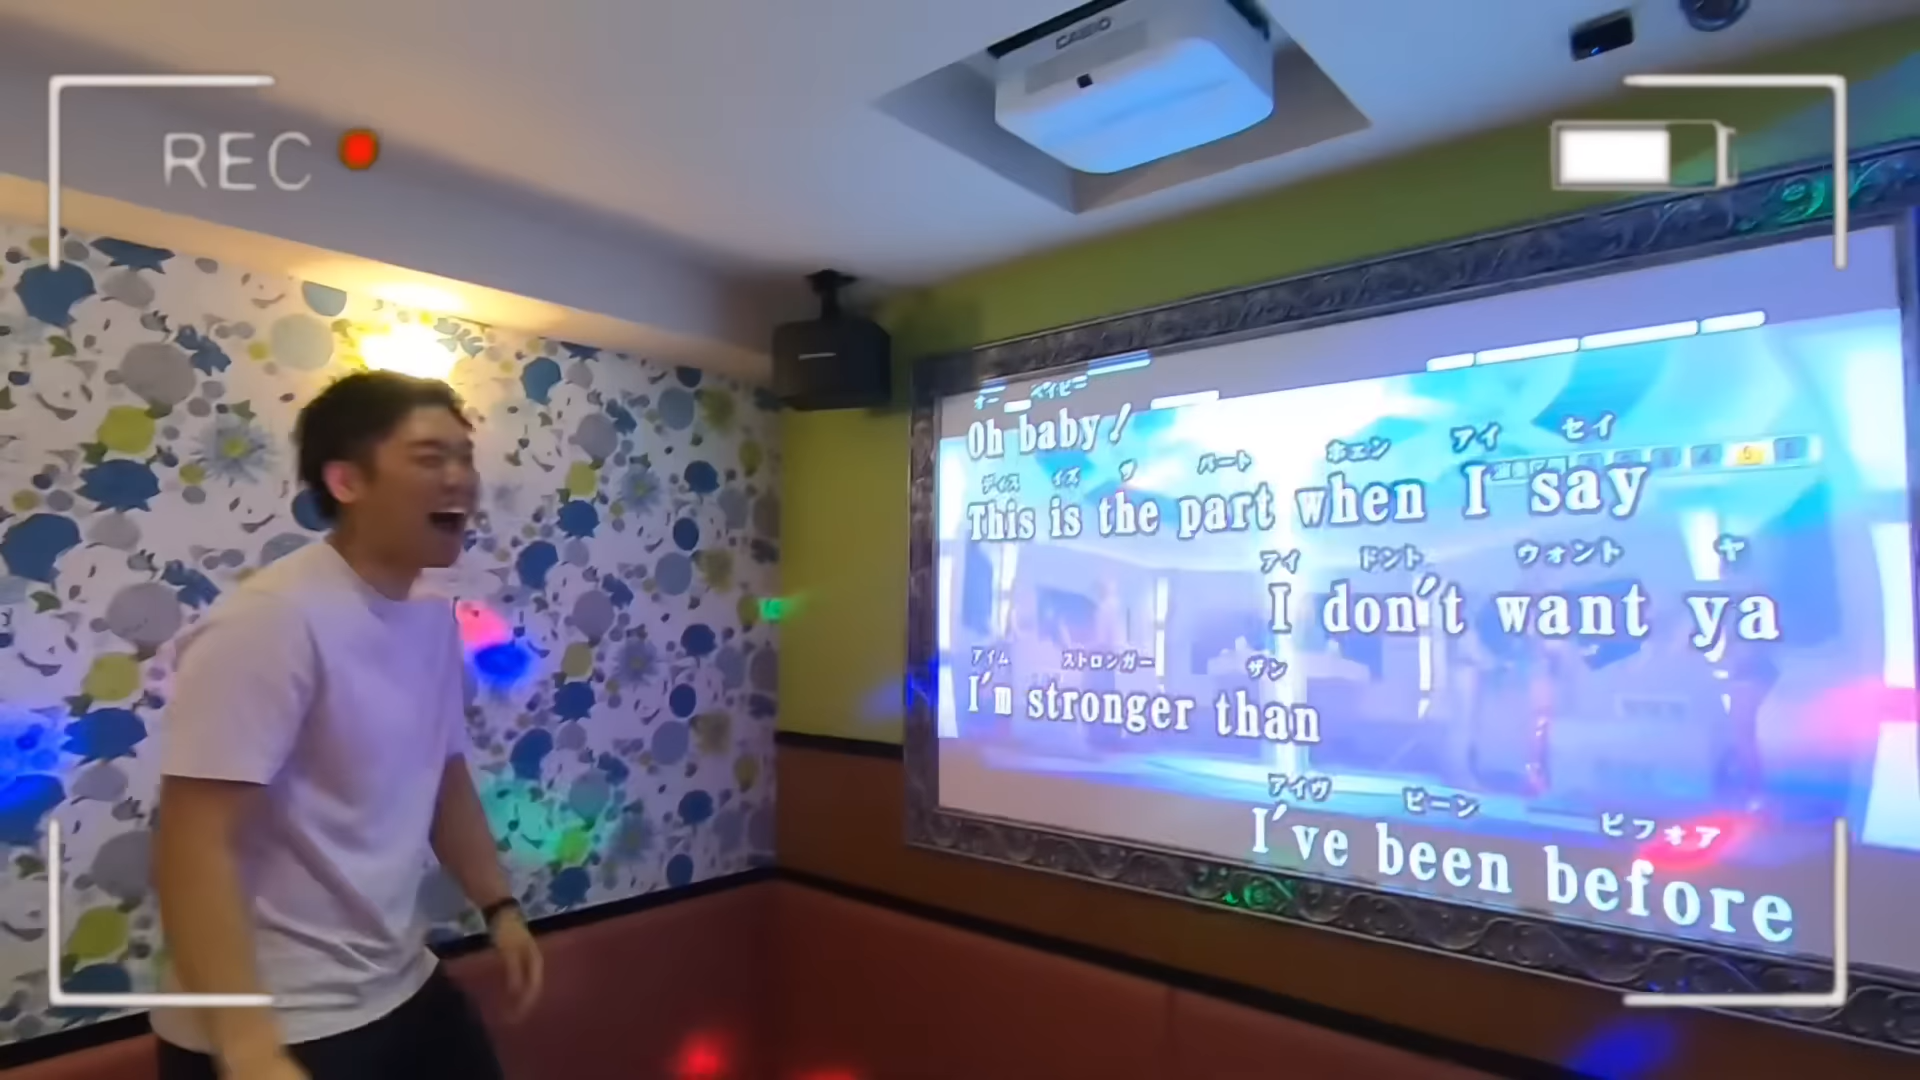 CASIO
REC
オー ベイビー
Oh baby!
ディス イズ ザ パート ホェン アイ セイ
This is the part when I say
アイ ドント ウォント ヤ
I don't want ya
アイム ストロンガー ザン
I'm stronger than
アイヴ ビーン ビフォア
I've been before